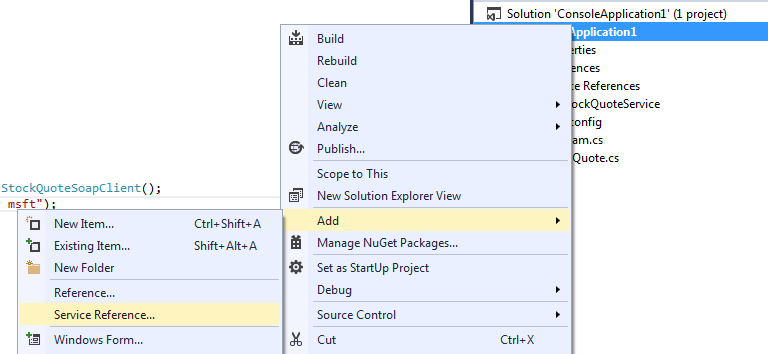 Solution 'ConsoleApplication1' (1 project)
Application1
erties
ences
ce References
ockQuoteService
config
am.cs
Quote.cs
StockQuoteSoapClient();
msft");
Build
Rebuild
Clean
View
Analyze
Publish...
Scope to This
New Solution Explorer View
Add
Manage NuGet Packages...
Set as StartUp Project
Debug
Source Control
Cut Ctrl+X
New Item... Ctrl+Shift+A
Existing Item... Shift+Alt+A
New Folder
Reference...
Service Reference...
Windows Form...